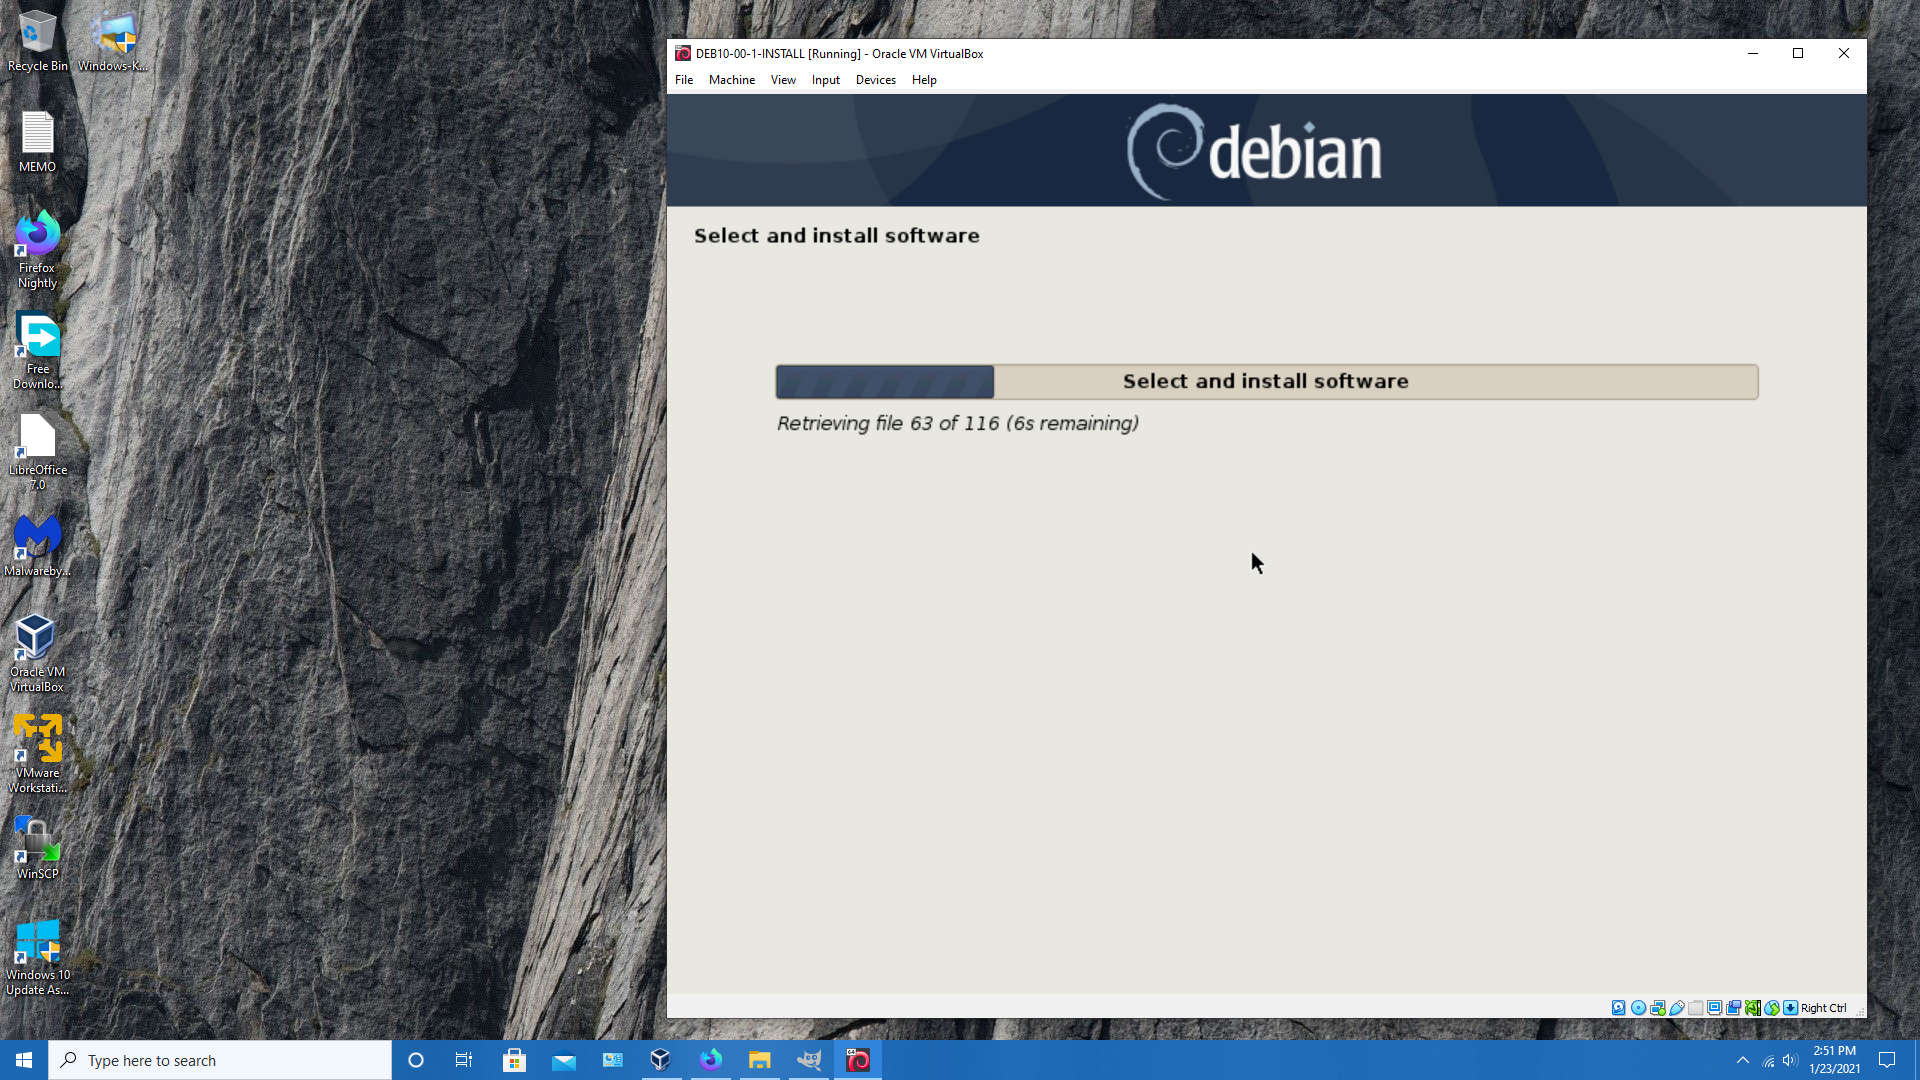 Recycle Bin
Windows-K...
MEMO
Firefox
Nightly
Free
Downlo...
LibreOffice
7.0
Malwareby...
Oracle VM
VirtualBox
VMware
Workstati...
WinSCP
Windows 10
Update As...
DEB10-00-1-INSTALL [Running] - Oracle VM VirtualBox
File Machine View Input Devices Help
debian
Select and install software
Select and install software
Retrieving file 63 of 116 (6s remaining)
Right Ctrl
Type here to search
64
2:51 PM
1/23/2021